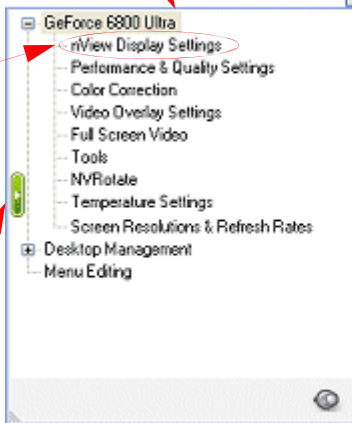 GeForce 6800 Ultra
nView Display Settings
Performance & Quality Settings
Color Correction
Video Overlay Settings
Full Screen Video
Tools
NVRotate
Temperature Settings
Screen Resolutions & Refresh Rates
Desktop Management
Menu Editing